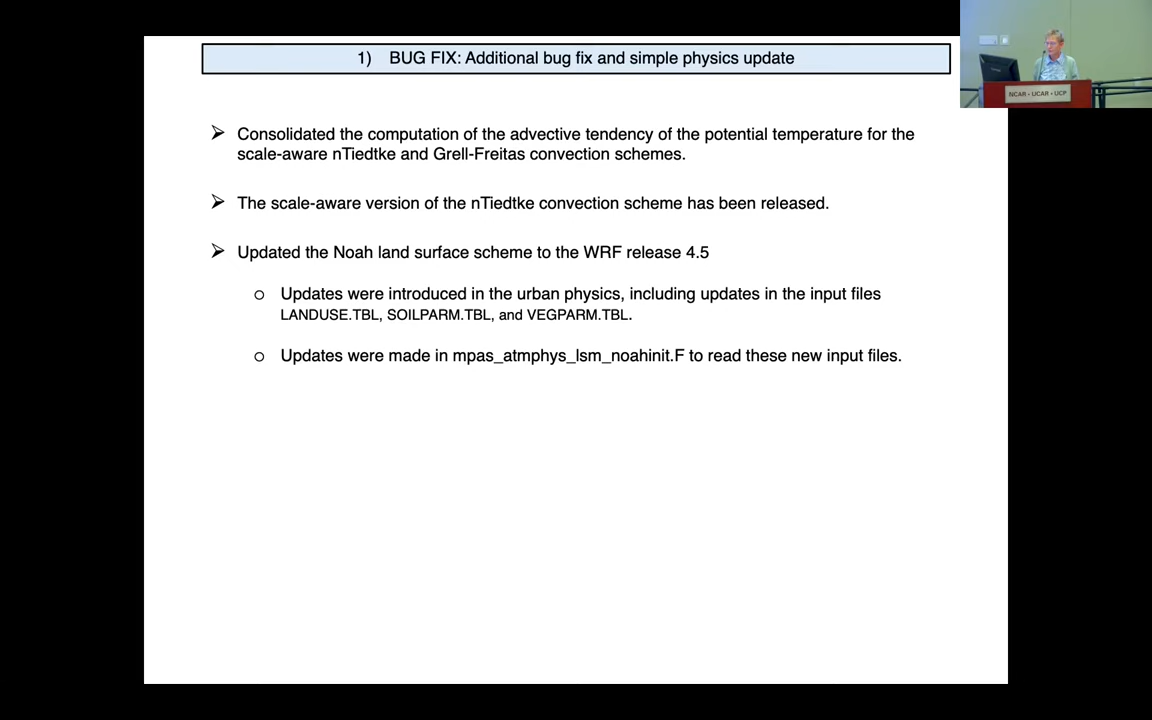 1) BUG FIX: Additional bug fix and simple physics update
NCAR • UCAR • UCP
➢ Consolidated the computation of the advective tendency of the potential temperature for the
scale-aware nTiedtke and Grell-Freitas convection schemes.
➢ The scale-aware version of the nTiedtke convection scheme has been released.
➢ Updated the Noah land surface scheme to the WRF release 4.5
o Updates were introduced in the urban physics, including updates in the input files
LANDUSE.TBL, SOILPARM.TBL, and VEGPARM.TBL.
o Updates were made in mpas_atmphys_lsm_noahinit.F to read these new input files.